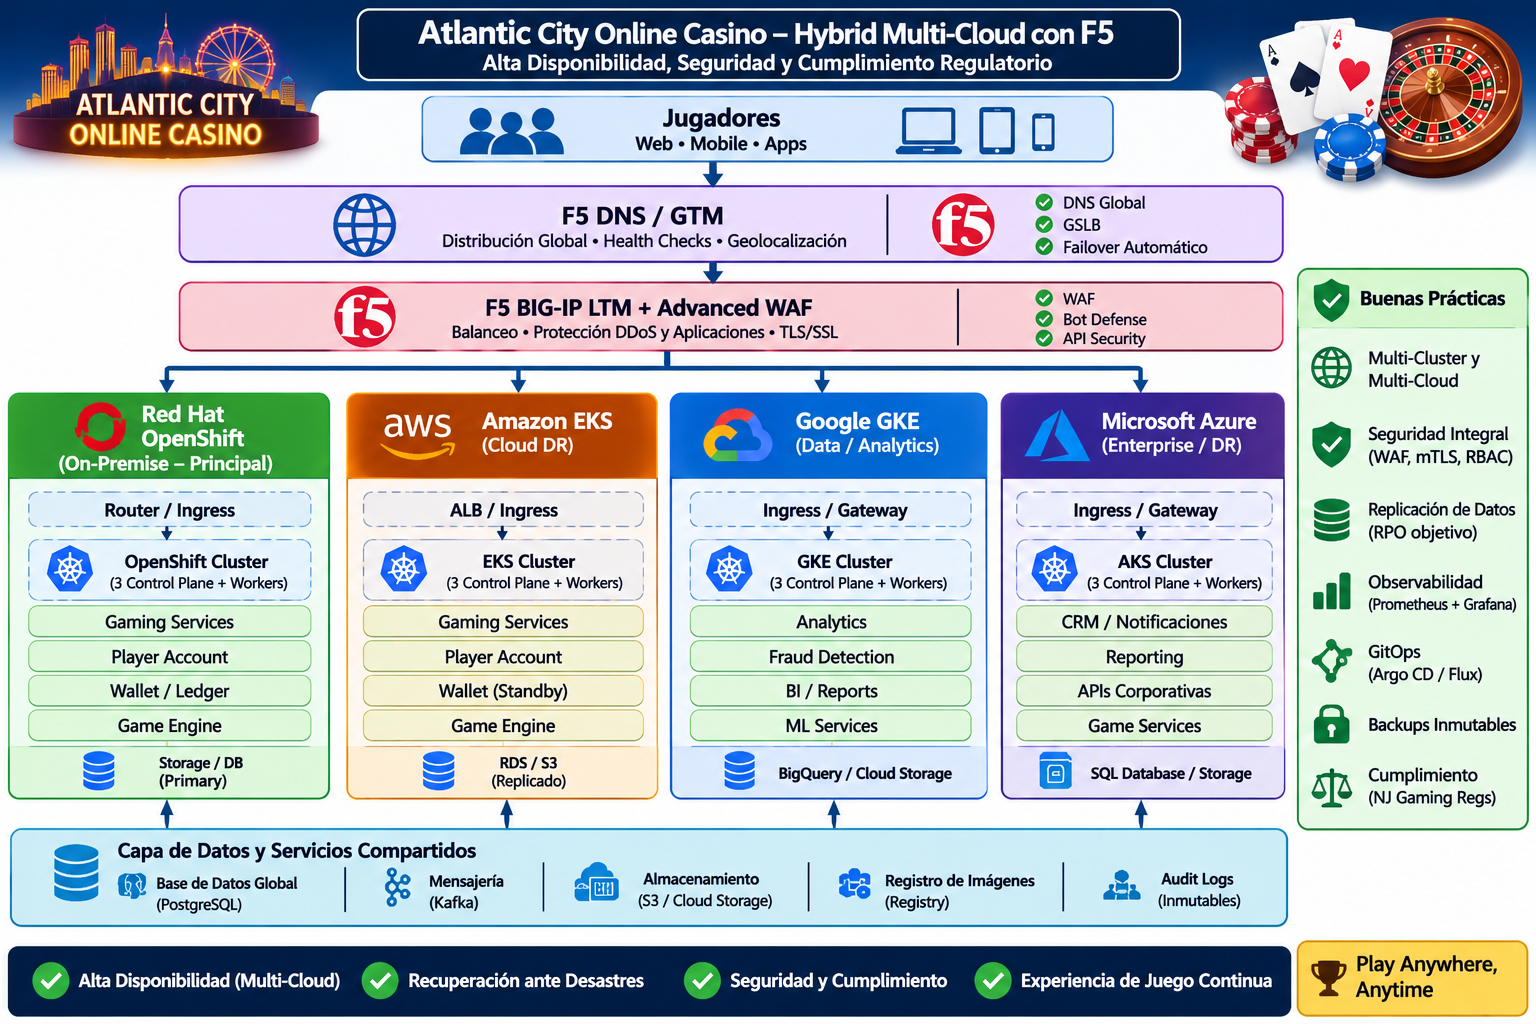 ATLANTIC CITY
ONLINE CASINO
Atlantic City Online Casino – Hybrid Multi-Cloud con F5
Alta Disponibilidad, Seguridad y Cumplimiento Regulatorio
A
A
A
Jugadores
Web • Mobile • Apps
F5 DNS / GTM
Distribución Global • Health Checks • Geolocalización
f5
DNS Global
GSLB
Failover Automático
f5
F5 BIG-IP LTM + Advanced WAF
Balanceo • Protección DDoS y Aplicaciones • TLS/SSL
WAF
Bot Defense
API Security
Red Hat
OpenShift
(On-Premise – Principal)
Router / Ingress
OpenShift Cluster
(3 Control Plane + Workers)
Gaming Services
Player Account
Wallet / Ledger
Game Engine
Storage / DB
(Primary)
aws
Amazon EKS
(Cloud DR)
ALB / Ingress
EKS Cluster
(3 Control Plane + Workers)
Gaming Services
Player Account
Wallet (Standby)
Game Engine
RDS / S3
(Replicado)
Google GKE
(Data / Analytics)
Ingress / Gateway
GKE Cluster
(3 Control Plane + Workers)
Analytics
Fraud Detection
BI / Reports
ML Services
BigQuery / Cloud Storage
Microsoft Azure
(Enterprise / DR)
Ingress / Gateway
AKS Cluster
(3 Control Plane + Workers)
CRM / Notificaciones
Reporting
APIs Corporativas
Game Services
SQL Database / Storage
Buenas Prácticas
Multi-Cluster y
Multi-Cloud
Seguridad Integral
(WAF, mTLS, RBAC)
Replicación de Datos
(RPO objetivo)
Observabilidad
(Prometheus + Grafana)
GitOps
(Argo CD / Flux)
Backups Inmutables
Cumplimiento
(NJ Gaming Regs)
Capa de Datos y Servicios Compartidos
Base de Datos Global
(PostgreSQL)
Mensajería
(Kafka)
Almacenamiento
(S3 / Cloud Storage)
Registro de Imágenes
(Registry)
Audit Logs
(Inmutables)
Alta Disponibilidad (Multi-Cloud)
Recuperación ante Desastres
Seguridad y Cumplimiento
Experiencia de Juego Continua
Play Anywhere,
Anytime